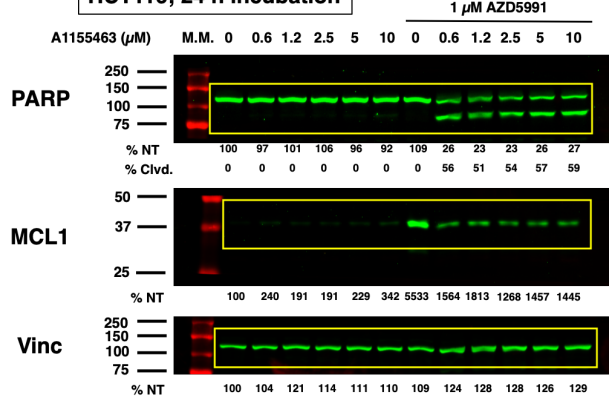 1 µM AZD5991
A1155463 (µM) M.M. 0 0.6 1.2 2.5 5 10 0 0.6 1.2 2.5 5 10
PARP
250
150
100
75
% NT 100 97 101 106 96 92 109 26 23 23 26 27
% Clvd. 0 0 0 0 0 0 0 56 51 54 57 59
MCL1
50
37
25
% NT 100 240 191 191 229 342 5533 1564 1813 1268 1457 1445
Vinc
250
150
100
75
% NT 100 104 121 114 111 110 109 124 128 128 126 129